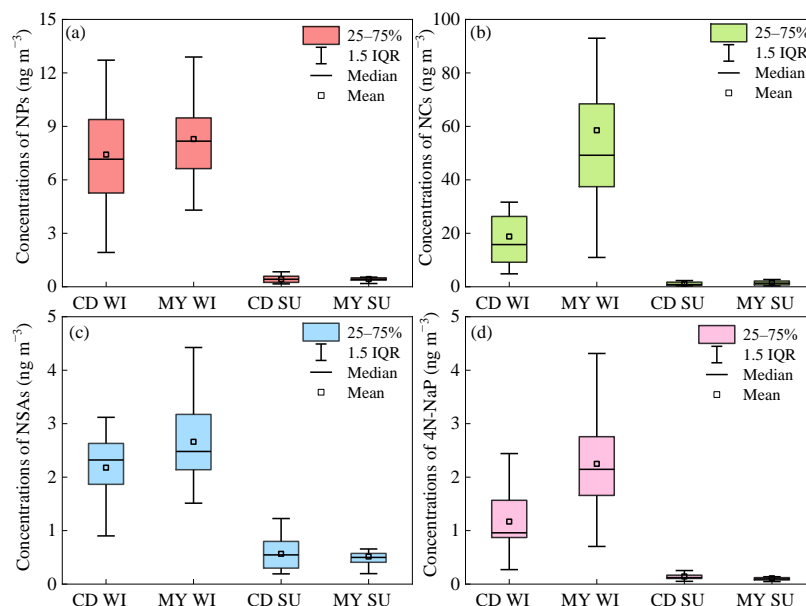 (a)
25–75%
1.5 IQR
Median
Mean
Concentrations of NPs (ng m⁻³)
15
12
9
6
3
0
CD WI MY WI CD SU MY SU
(b)
25–75%
1.5 IQR
Median
Mean
Concentrations of NCs (ng m⁻³)
100
80
60
40
20
0
CD WI MY WI CD SU MY SU
(c)
25–75%
1.5 IQR
Median
Mean
Concentrations of NSAs (ng m⁻³)
5
4
3
2
1
0
CD WI MY WI CD SU MY SU
(d)
25–75%
1.5 IQR
Median
Mean
Concentrations of 4N-NaP (ng m⁻³)
5
4
3
2
1
0
CD WI MY WI CD SU MY SU